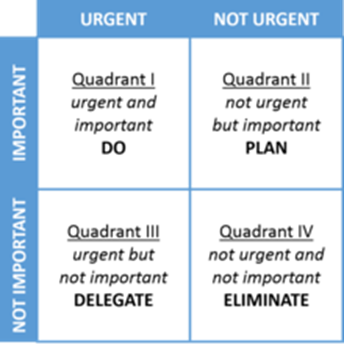 URGENT
NOT URGENT
IMPORTANT
Quadrant I
urgent and
important
DO
Quadrant II
not urgent
but important
PLAN
NOT IMPORTANT
Quadrant III
urgent but
not important
DELEGATE
Quadrant IV
not urgent and
not important
ELIMINATE